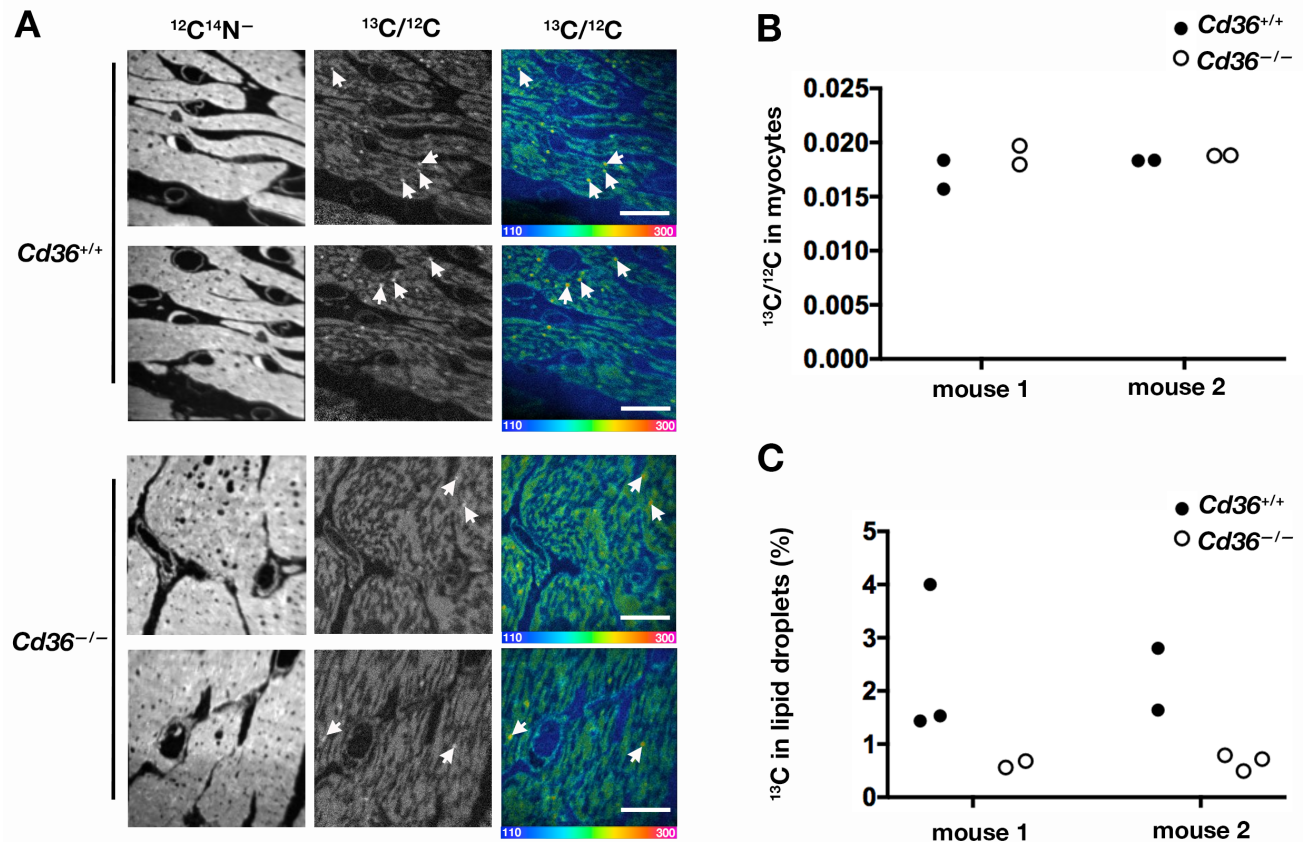 A
¹²C¹⁴N⁻
¹³C/¹²C
¹³C/¹²C
Cd36⁺/⁺
110 300
110 300
Cd36⁻/⁻
110 300
110 300
B
Cd36⁺/⁺
Cd36⁻/⁻
¹³C/¹²C in myocytes
0.025
0.020
0.015
0.010
0.005
0.000
mouse 1
mouse 2
C
Cd36⁺/⁺
Cd36⁻/⁻
¹³C in lipid droplets (%)
5
4
3
2
1
0
mouse 1
mouse 2